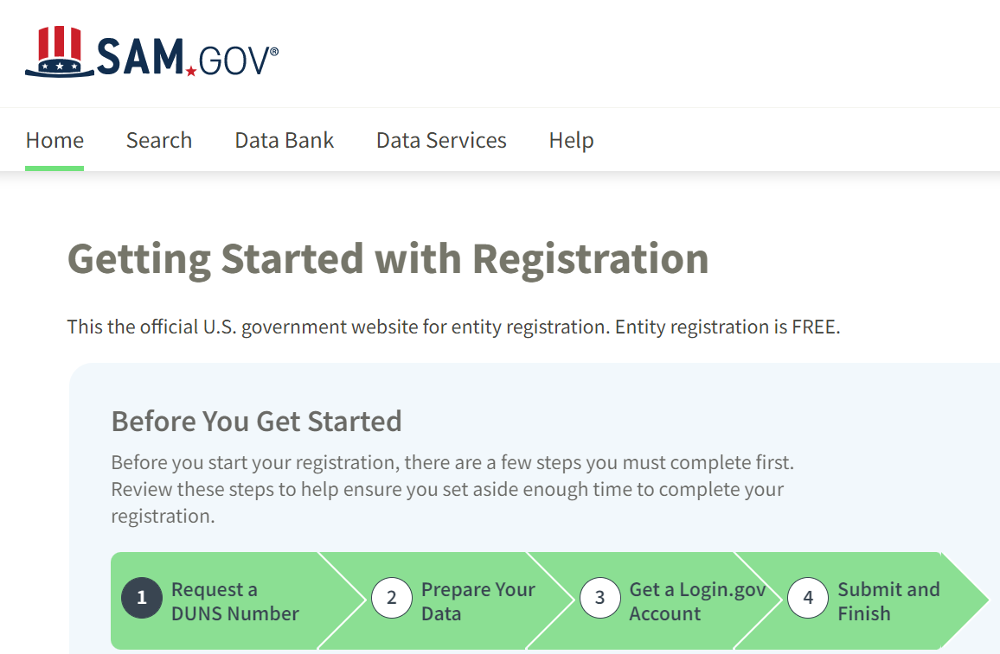 SAM.GOV®
Home Search Data Bank Data Services Help
Getting Started with Registration
This the official U.S. government website for entity registration. Entity registration is FREE.
Before You Get Started
Before you start your registration, there are a few steps you must complete first.
Review these steps to help ensure you set aside enough time to complete your
registration.
1 Request a
DUNS Number
2 Prepare Your
Data
3 Get a Login.gov
Account
4 Submit and
Finish